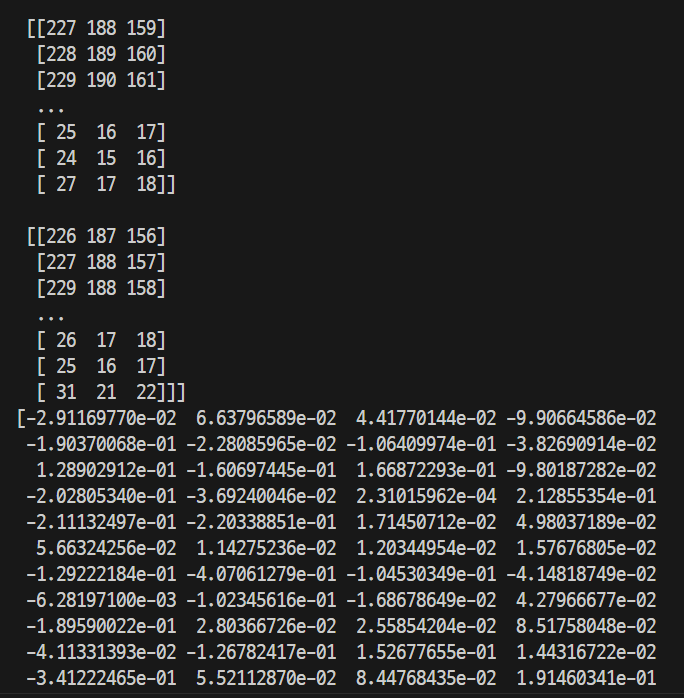 [[227 188 159]
[228 189 160]
[229 190 161]
...
[ 25  16  17]
[ 24  15  16]
[ 27  17  18]]
[[226 187 156]
[227 188 157]
[229 188 158]
...
[ 26  17  18]
[ 25  16  17]
[ 31  21  22]]]
[-2.91169770e-02  6.63796589e-02  4.41770144e-02 -9.90664586e-02
-1.90370068e-01 -2.28085965e-02 -1.06409974e-01 -3.82690914e-02
1.28902912e-01 -1.60697445e-01  1.66872293e-01 -9.80187282e-02
-2.02805340e-01 -3.69240046e-02  2.31015962e-04  2.12855354e-01
-2.11132497e-01 -2.20338851e-01  1.71450712e-02  4.98037189e-02
5.66324256e-02  1.14275236e-02  1.20344954e-02  1.57676805e-02
-1.29222184e-01 -4.07061279e-01 -1.04530349e-01 -4.14818749e-02
-6.28197100e-03 -1.02345616e-01 -1.68678649e-02  4.27966677e-02
-1.89590022e-01  2.80366726e-02  2.55854204e-02  8.51758048e-02
-4.11331393e-02 -1.26782417e-01  1.52677655e-01  1.44316722e-02
-3.41222465e-01  5.52112870e-02  8.44768435e-02  1.91460341e-01